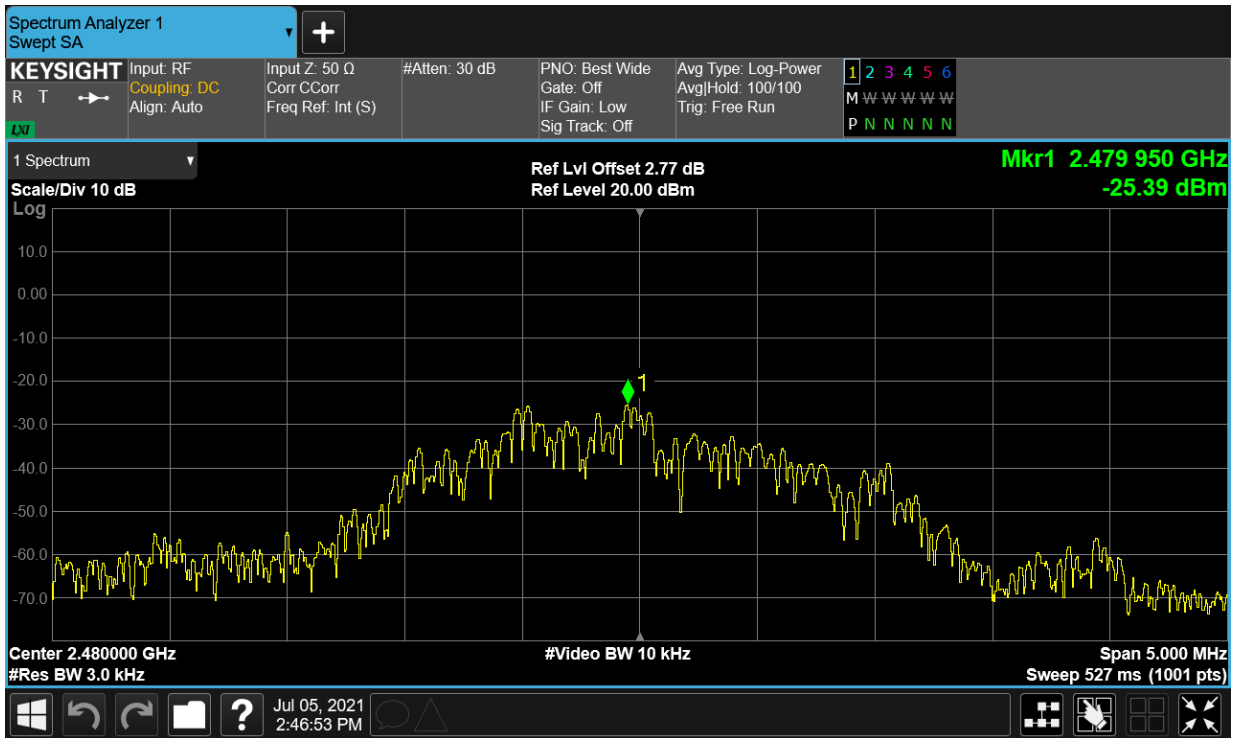 Spectrum Analyzer 1
Swept SA
KEYSIGHT
R T
LXI
Input: RF
Coupling: DC
Align: Auto
Input Z: 50 Ω
Corr CCorr
Freq Ref: Int (S)
#Atten: 30 dB
PNO: Best Wide
Gate: Off
IF Gain: Low
Sig Track: Off
Avg Type: Log-Power
Avg|Hold: 100/100
Trig: Free Run
1 2 3 4 5 6
M W W W W W
P N N N N N
1 Spectrum
Scale/Div 10 dB
Log
Ref Lvl Offset 2.77 dB
Ref Level 20.00 dBm
Mkr1 2.479 950 GHz
-25.39 dBm
10.0
0.00
-10.0
-20.0
1
-30.0
-40.0
-50.0
-60.0
-70.0
Center 2.480000 GHz
#Video BW 10 kHz
Span 5.000 MHz
#Res BW 3.0 kHz
Sweep 527 ms (1001 pts)
?
Jul 05, 2021
2:46:53 PM